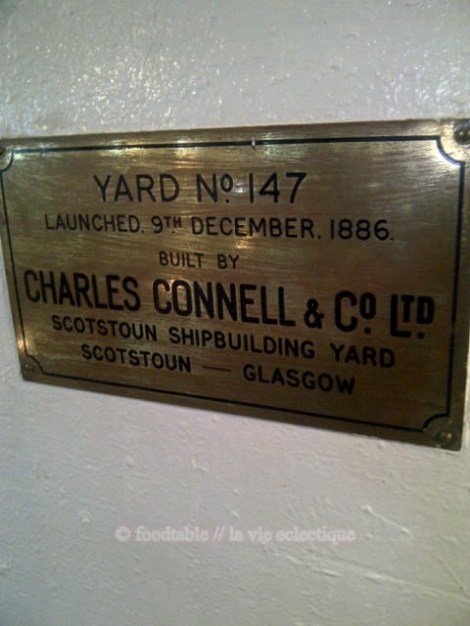 YARD Nº 147
LAUNCHED. 9TH DECEMBER. 1886.
BUILT BY
CHARLES CONNELL & Cº LTD
SCOTSTOUN SHIPBUILDING YARD
SCOTSTOUN — GLASGOW
© foodtable // la vie eclectique